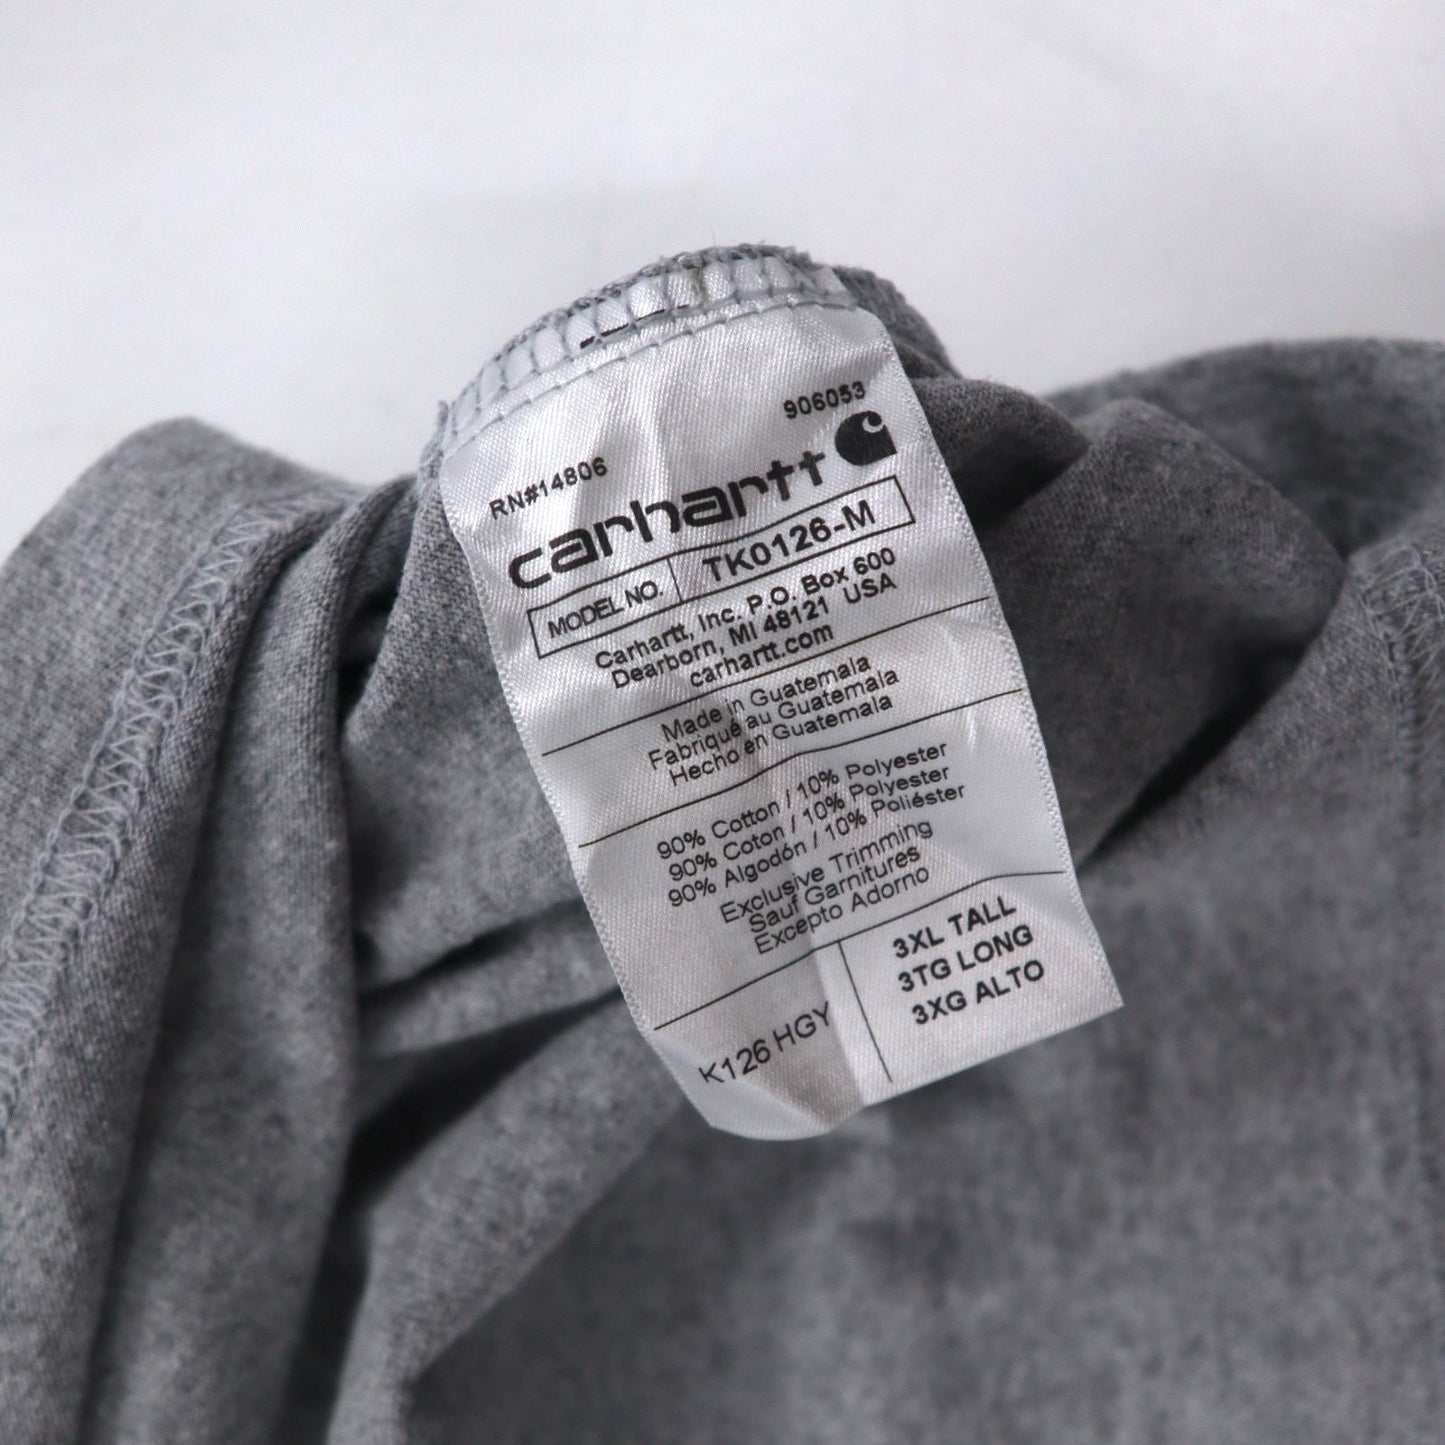 906053
RN#14806
carhartt
MODEL NO. TK0126-M
Carhartt, Inc. P.O. Box 600
Dearborn, MI 48121 USA
carhartt.com
Made in Guatemala
Fabriqué au Guatemala
Hecho en Guatemala
90% Cotton / 10% Polyester
90% Coton / 10% Polyester
90% Algodón / 10% Poliéster
Exclusive Trimming
Sauf Garnitures
Excepto Adorno
3XL TALL
3TG LONG
3XG ALTO
K126 HGY